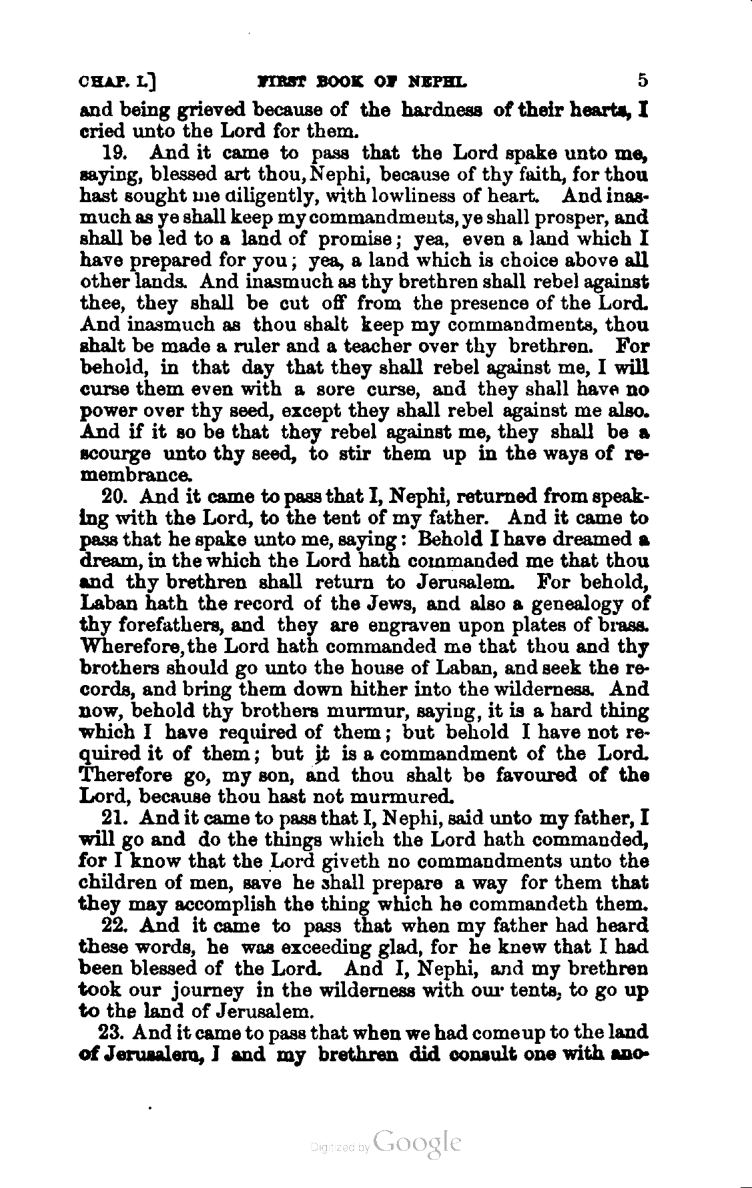 CHAP. I.] FIRST BOOK OF NEPHI. 5
and being grieved because of the hardness of their hearts, I
cried unto the Lord for them.
19. And it came to pass that the Lord spake unto me,
saying, blessed art thou, Nephi, because of thy faith, for thou
hast sought me diligently, with lowliness of heart. And inas-
much as ye shall keep my commandments, ye shall prosper, and
shall be led to a land of promise; yea, even a land which I
have prepared for you; yea, a land which is choice above all
other lands. And inasmuch as thy brethren shall rebel against
thee, they shall be cut off from the presence of the Lord.
And inasmuch as thou shalt keep my commandments, thou
shalt be made a ruler and a teacher over thy brethren. For
behold, in that day that they shall rebel against me, I will
curse them even with a sore curse, and they shall have no
power over thy seed, except they shall rebel against me also.
And if it so be that they rebel against me, they shall be a
scourge unto thy seed, to stir them up in the ways of re-
membrance.
20. And it came to pass that I, Nephi, returned from speak-
ing with the Lord, to the tent of my father. And it came to
pass that he spake unto me, saying: Behold I have dreamed a
dream, in the which the Lord hath commanded me that thou
and thy brethren shall return to Jerusalem. For behold,
Laban hath the record of the Jews, and also a genealogy of
thy forefathers, and they are engraven upon plates of brass.
Wherefore, the Lord hath commanded me that thou and thy
brothers should go unto the house of Laban, and seek the re-
cords, and bring them down hither into the wilderness. And
now, behold thy brothers murmur, saying, it is a hard thing
which I have required of them; but behold I have not re-
quired it of them; but it is a commandment of the Lord.
Therefore go, my son, and thou shalt be favoured of the
Lord, because thou hast not murmured.
21. And it came to pass that I, Nephi, said unto my father, I
will go and do the things which the Lord hath commanded,
for I know that the Lord giveth no commandments unto the
children of men, save he shall prepare a way for them that
they may accomplish the thing which he commandeth them.
22. And it came to pass that when my father had heard
these words, he was exceeding glad, for he knew that I had
been blessed of the Lord. And I, Nephi, and my brethren
took our journey in the wilderness with our tents, to go up
to the land of Jerusalem.
23. And it came to pass that when we had come up to the land
of Jerusalem, I and my brethren did consult one with ano-
Digitized by Google